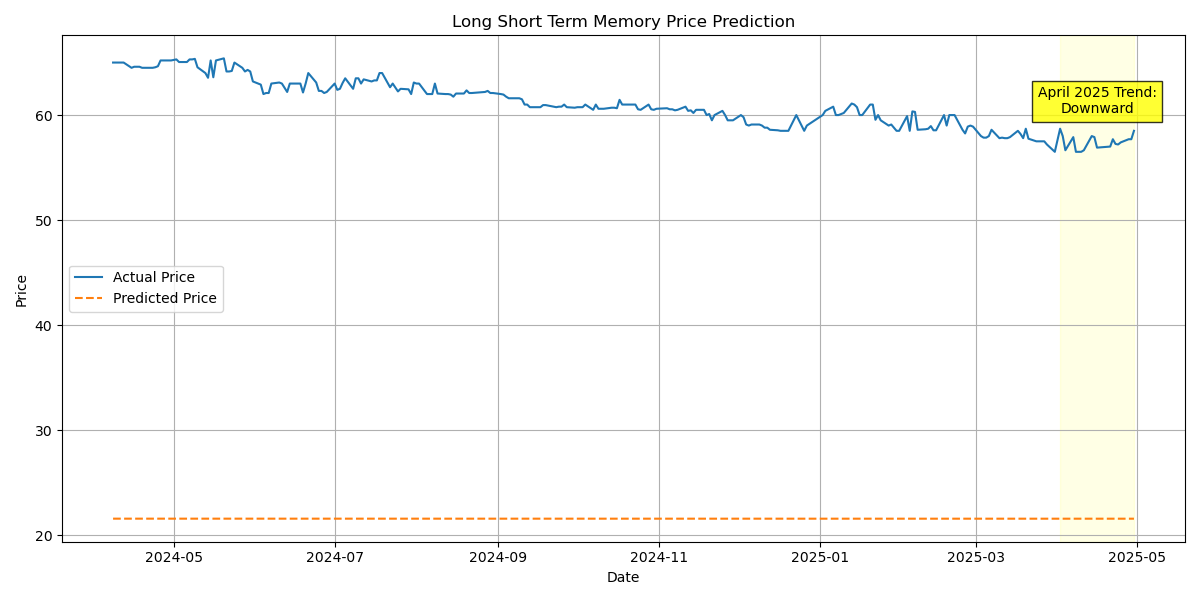 Long Short Term Memory Price Prediction
60
50
40
30
20
Price
April 2025 Trend:
Downward
Actual Price
Predicted Price
2024-05
2024-07
2024-09
2024-11
2025-01
2025-03
2025-05
Date